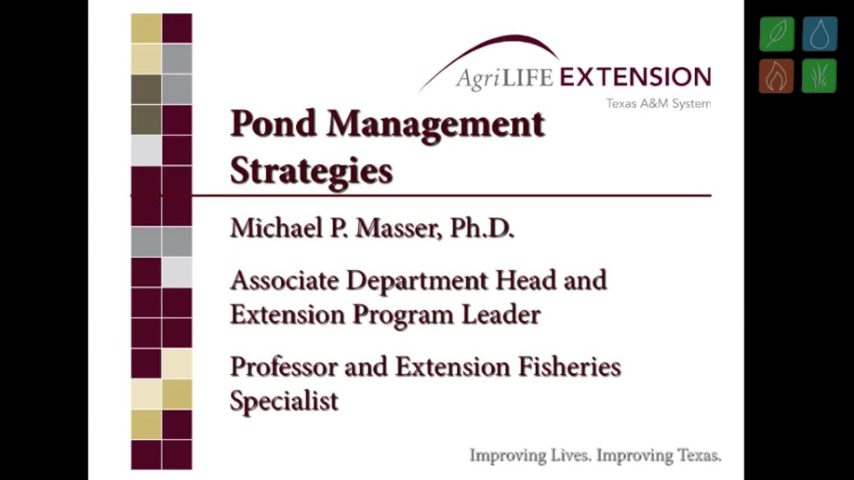 AgriLIFE EXTENSION
Texas A&M System
Pond Management
Strategies
Michael P. Masser, Ph.D.
Associate Department Head and
Extension Program Leader
Professor and Extension Fisheries
Specialist
Improving Lives. Improving Texas.